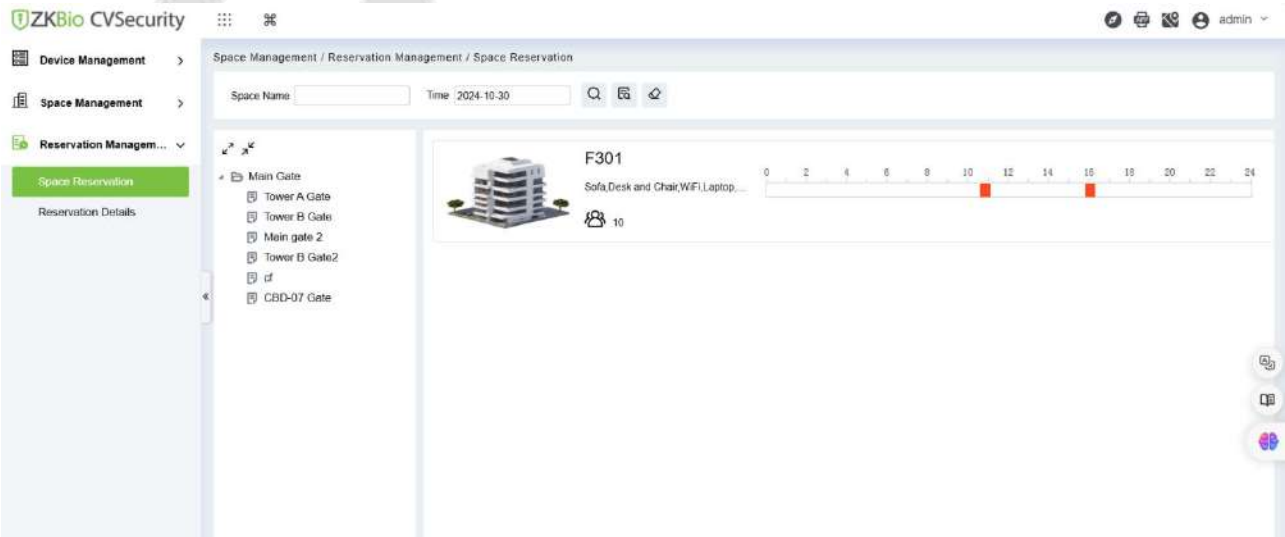 ZKBio CVSecurity
admin
Device Management
Space Management
Reservation Managem...
Space Reservation
Reservation Details
Space Management / Reservation Management / Space Reservation
Space Name
Time 2024-10-30
Main Gate
Tower A Gate
Tower B Gate
Main gate 2
Tower B Gate2
cf
CBD-07 Gate
F301
Sofa,Desk and Chair,WiFi,Laptop,...
10
0 2 4 6 8 10 12 14 16 18 20 22 24